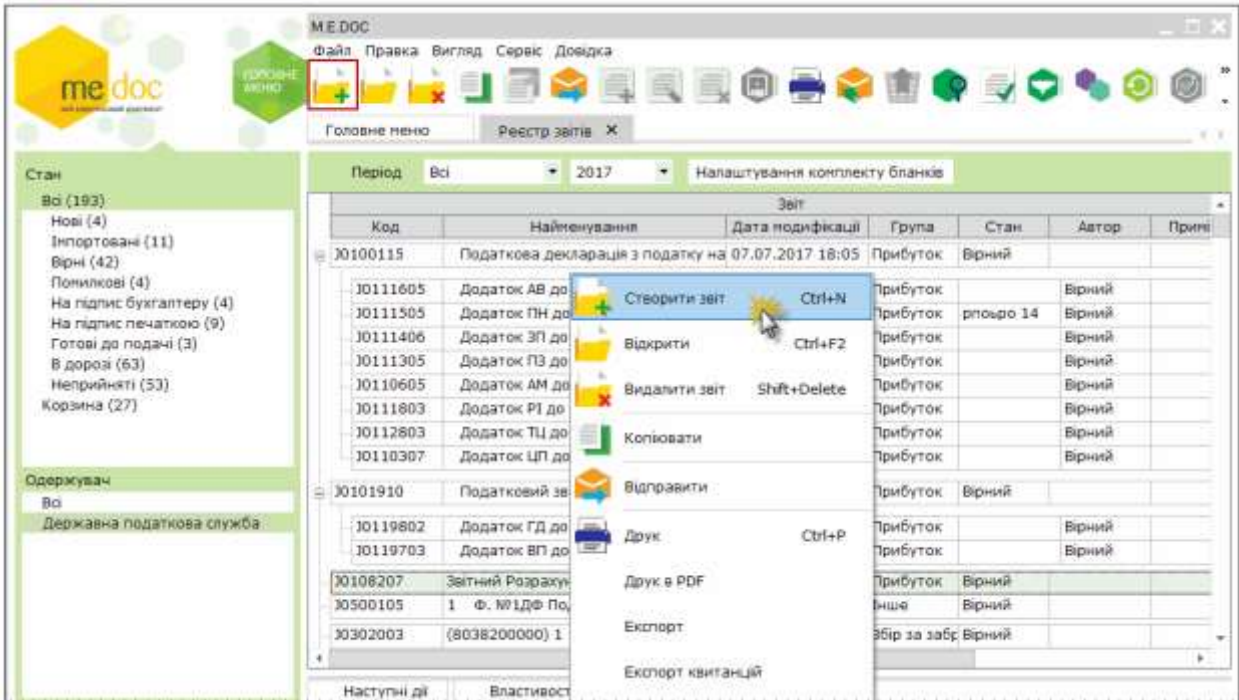 M.E.DOC
Файл Правка Вигляд Сервіс Довідка
me doc
ГОЛОВНЕ
МЕНЮ
Головне меню
Реєстр звітів
Період Всі 2017 Налаштування комплекту бланків
Стан
Всі (193)
Нові (4)
Імпортовані (11)
Вірні (42)
Помилкові (4)
На підпис бухгалтеру (4)
На підпис печаткою (9)
Готові до подачі (3)
В дорозі (63)
Неприйняті (53)
Корзина (27)
Одержувач
Всі
Державна податкова служба
Звіт
Код Найменування Дата модифікації Група Стан Автор Примі
J0100115 Податкова декларація з податку на 07.07.2017 18:05 Прибуток Вірний
J0111605 Додаток АВ до Прибуток Вірний
J0111505 Додаток ПН до Прибуток рпоьро 14 Вірний
J0111406 Додаток ЗП до Прибуток Вірний
J0111305 Додаток ПЗ до Прибуток Вірний
J0110605 Додаток АМ до Прибуток Вірний
J0111803 Додаток РІ до Прибуток Вірний
J0112803 Додаток ТЦ до Прибуток Вірний
J0110307 Додаток ЦП до Прибуток Вірний
J0101910 Податковий зв Прибуток Вірний
J0119802 Додаток ГД до Прибуток Вірний
J0119703 Додаток ВП до Прибуток Вірний
J0108207 Звітний Розрахун Прибуток Вірний
J0500105 1 Ф. №1ДФ По Інше Вірний
J0302003 (8038200000) 1 Збір за забр Вірний
Створити звіт Ctrl+N
Відкрити Ctrl+F2
Видалити звіт Shift+Delete
Копіювати
Відправити
Друк Ctrl+P
Друк в PDF
Експорт
Експорт квитанцій
Наступні дії Властивост